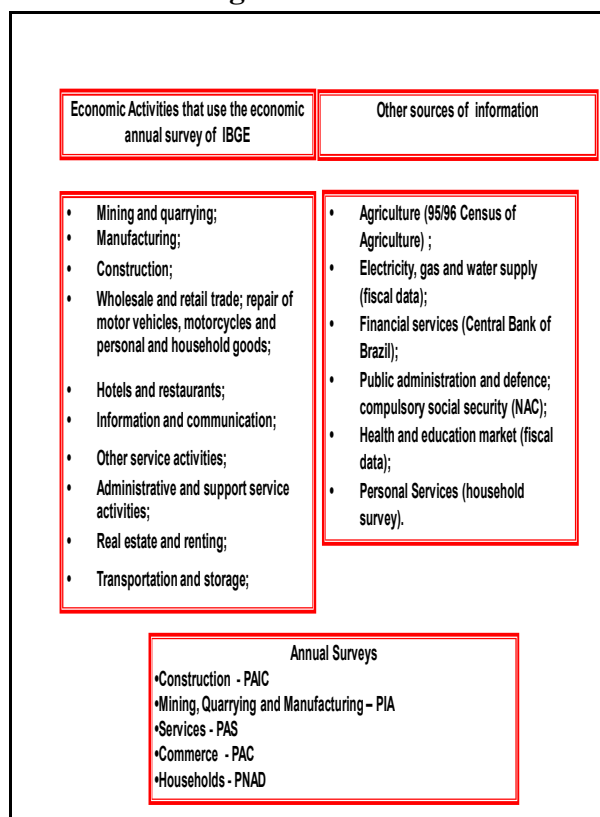 Economic Activities that use the economic
annual survey of IBGE
Other sources of information
• Mining and quarrying;
• Manufacturing;
• Construction;
• Wholesale and retail trade; repair of
motor vehicles, motorcycles and
personal and household goods;
• Hotels and restaurants;
• Information and communication;
• Other service activities;
• Administrative and support service
activities;
• Real estate and renting;
• Transportation and storage;
• Agriculture (95/96 Census of
Agriculture) ;
• Electricity, gas and water supply
(fiscal data);
• Financial services (Central Bank of
Brazil);
• Public administration and defence;
compulsory social security (NAC);
• Health and education market (fiscal
data);
• Personal Services (household
survey).
Annual Surveys
•Construction - PAIC
•Mining, Quarrying and Manufacturing – PIA
•Services - PAS
•Commerce - PAC
•Households - PNAD